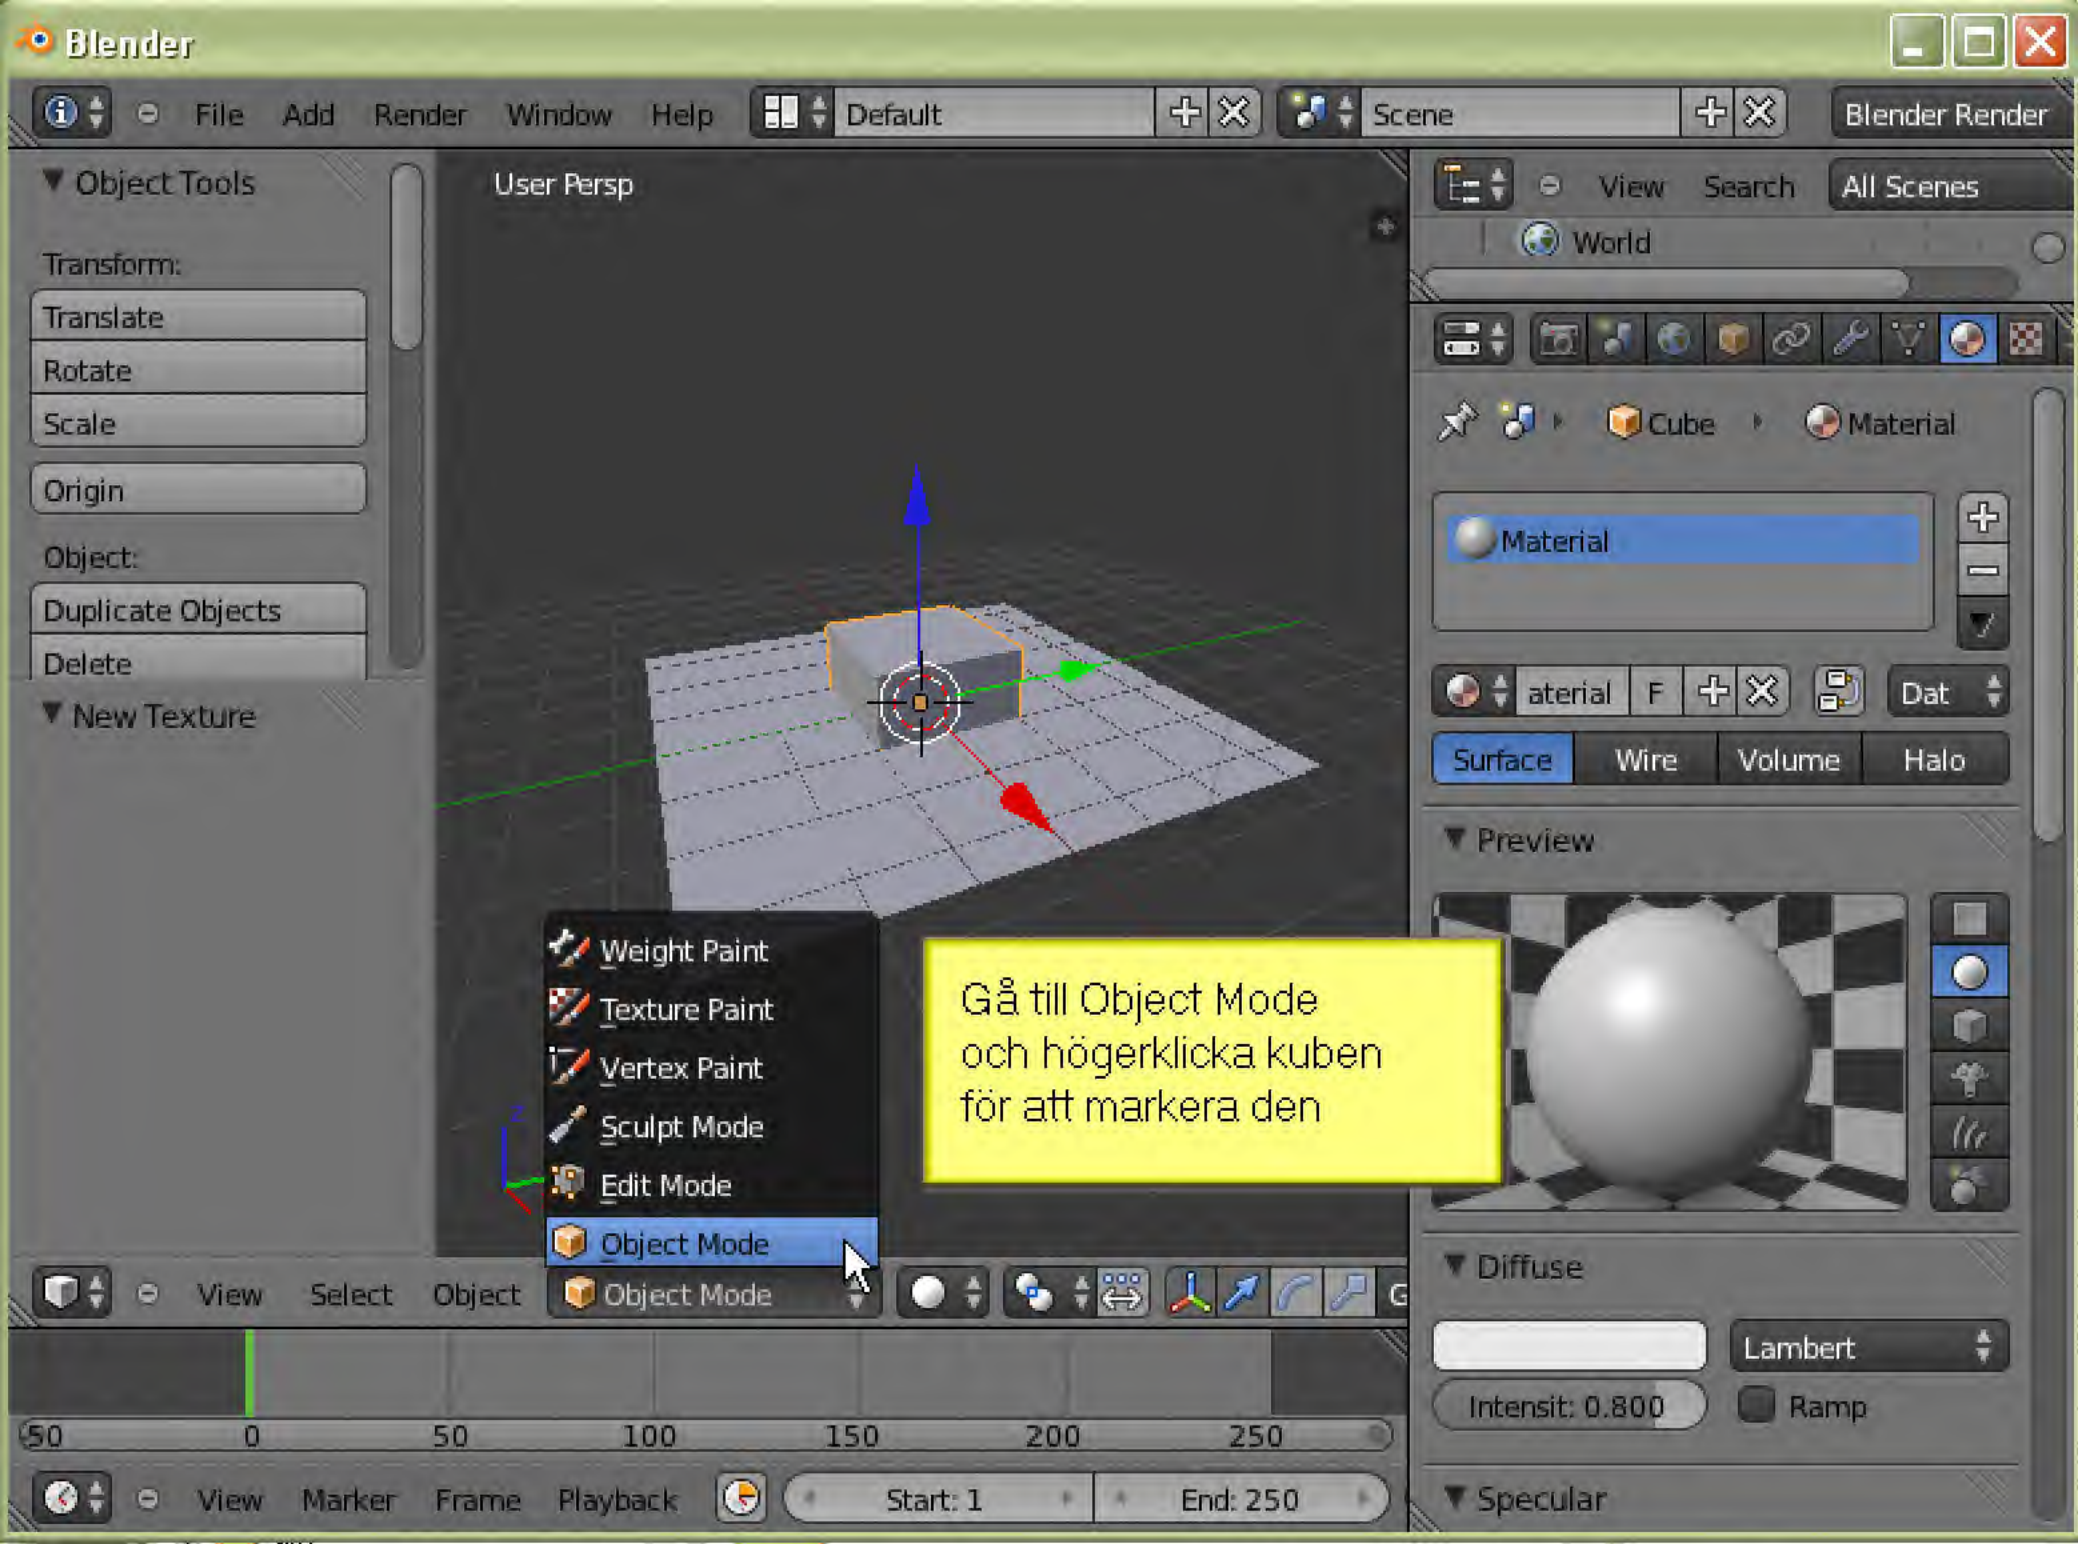 Blender
File Add Render Window Help Default Scene Blender Render
Object Tools
Transform:
Translate
Rotate
Scale
Origin
Object:
Duplicate Objects
Delete
New Texture
User Persp
View Search All Scenes
World
Cube Material
Material
aterial F Dat
Surface Wire Volume Halo
Preview
Weight Paint
Texture Paint
Vertex Paint
Sculpt Mode
Edit Mode
Object Mode
Gå till Object Mode
och högerklicka kuben
för att markera den
z
View Select Object Object Mode G
Diffuse
Lambert
Intensit: 0.800 Ramp
Specular
-50 0 50 100 150 200 250
View Marker Frame Playback Start: 1 End: 250